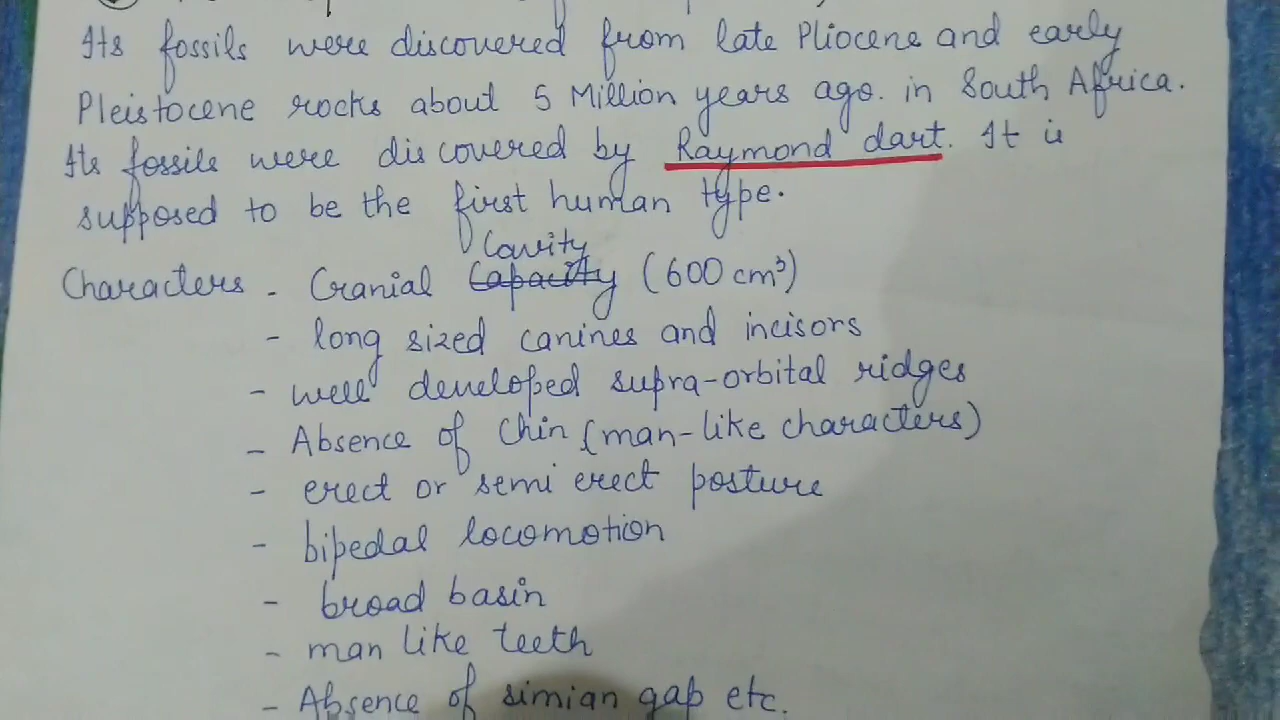 Its fossils were discovered from late Pliocene and early
Pleistocene rocks about 5 Million years ago. in South Africa.
Its fossils were discovered by Raymond dart. It is
supposed to be the first human type.
Cavity
Characters - Cranial Capacity (600 cm³)
- long sized canines and incisors
- well developed supra-orbital ridges
- Absence of Chin (man-like characters)
- erect or semi erect posture
- bipedal locomotion
- broad basin
- man like teeth
- Absence of simian gap etc.